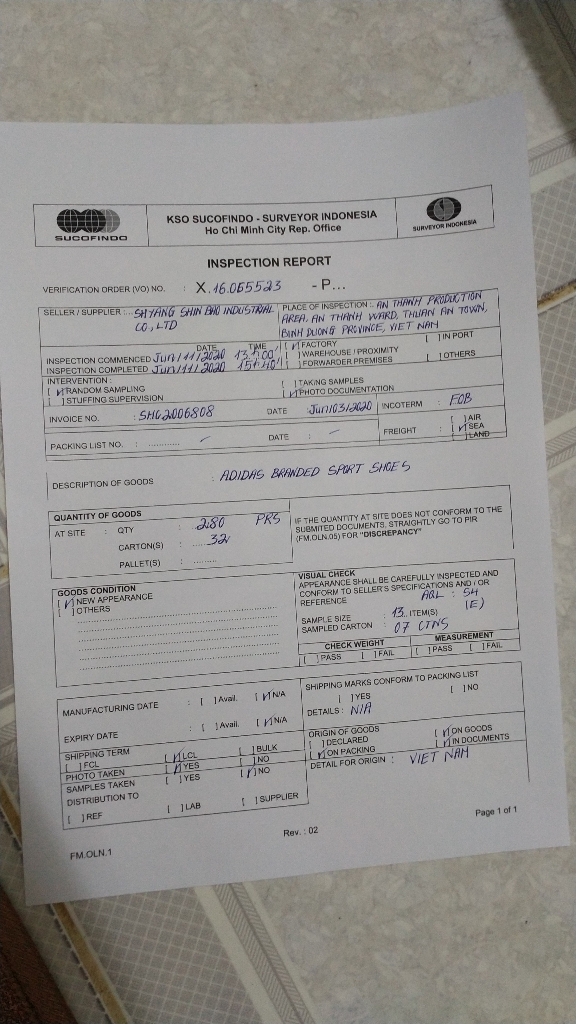 SUCOFINDO
KSO SUCOFINDO - SURVEYOR INDONESIA
Ho Chi Minh City Rep. Office
SURVEYOR INDONESIA
INSPECTION REPORT
VERIFICATION ORDER (VO) NO. : X.16.055523 - P...
SELLER / SUPPLIER : SHYANG SHIN BAO INDUSTRIAL CO., LTD
PLACE OF INSPECTION : AN THANH PRODUCTION
AREA, AN THANH WARD, THUAN AN TOWN,
BINH DUONG PROVINCE, VIET NAM
DATE TIME
INSPECTION COMMENCED Jun/11/2020 13:00'
INSPECTION COMPLETED Jun/11/2020 15:40'
[V] FACTORY [ ] IN PORT
[ ] WAREHOUSE / PROXIMITY
[ ] FORWARDER PREMISES [ ] OTHERS
INTERVENTION :
[V] RANDOM SAMPLING [ ] TAKING SAMPLES
[ ] STUFFING SUPERVISION [V] PHOTO DOCUMENTATION
INVOICE NO. : SHG2006808 DATE : Jun/03/2020 INCOTERM : FOB
PACKING LIST NO. : ............ DATE : -
FREIGHT : [ ] AIR
[V] SEA
[ ] LAND
DESCRIPTION OF GOODS : ADIDAS BRANDED SPORT SHOES
QUANTITY OF GOODS
AT SITE : QTY : 280 PRS
CARTON(S) : 32
PALLET(S) : ........
IF THE QUANTITY AT SITE DOES NOT CONFORM TO THE
SUBMITED DOCUMENTS, STRAIGHTLY GO TO PIR
(FM.OLN.05) FOR "DISCREPANCY"
GOODS CONDITION
[V] NEW APPEARANCE
[ ] OTHERS
VISUAL CHECK
APPEARANCE SHALL BE CAREFULLY INSPECTED AND
CONFORM TO SELLER'S SPECIFICATIONS AND / OR
REFERENCE AQL : S4
SAMPLE SIZE : 13 ITEM(S) (E)
SAMPLED CARTON : 07 CTNS
CHECK WEIGHT MEASUREMENT
[ ] PASS [ ] FAIL [ ] PASS [ ] FAIL
MANUFACTURING DATE : [ ] Avail. [V] N/A
EXPIRY DATE : [ ] Avail. [V] N/A
SHIPPING MARKS CONFORM TO PACKING LIST
[ ] YES [ ] NO
DETAILS : N/A
SHIPPING TERM
[ ] FCL [V] LCL [ ] BULK
PHOTO TAKEN [V] YES [ ] NO
SAMPLES TAKEN [ ] YES [V] NO
DISTRIBUTION TO
[ ] REF [ ] LAB [ ] SUPPLIER
ORIGIN OF GOODS
[ ] DECLARED [V] ON GOODS
[V] ON PACKING [V] IN DOCUMENTS
DETAIL FOR ORIGIN : VIET NAM
FM.OLN.1
Rev. : 02
Page 1 of 1